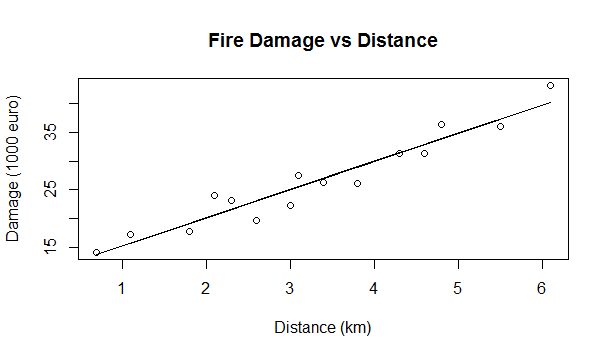 Fire Damage vs Distance
Damage (1000 euro)
35
25
15
1 2 3 4 5 6
Distance (km)